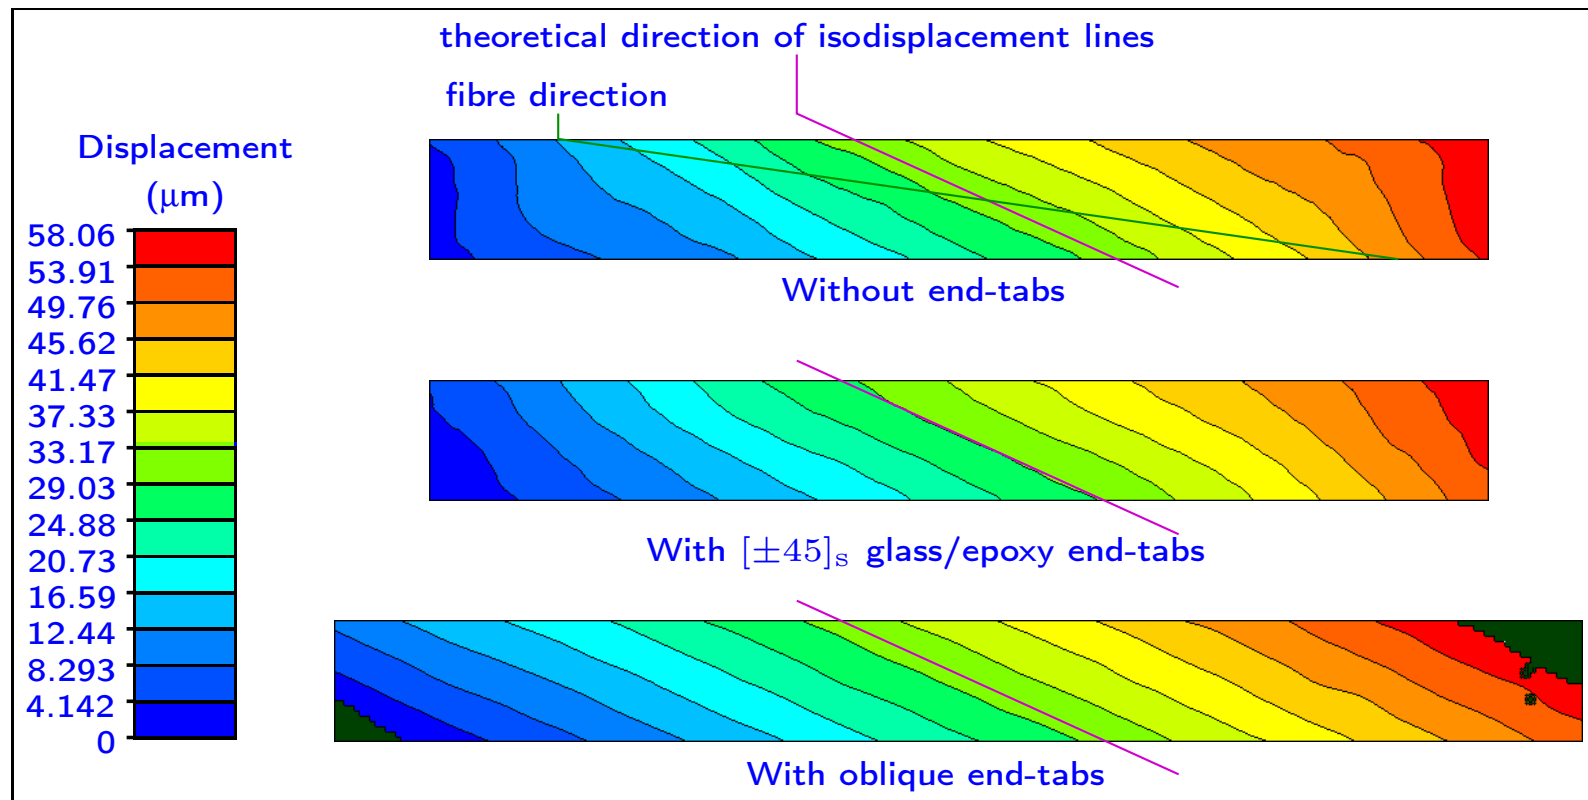 theoretical direction of isodisplacement lines
fibre direction
Displacement
(μm)
58.06
53.91
49.76
45.62
41.47
37.33
33.17
29.03
24.88
20.73
16.59
12.44
8.293
4.142
0
Without end-tabs
With [±45]s glass/epoxy end-tabs
With oblique end-tabs